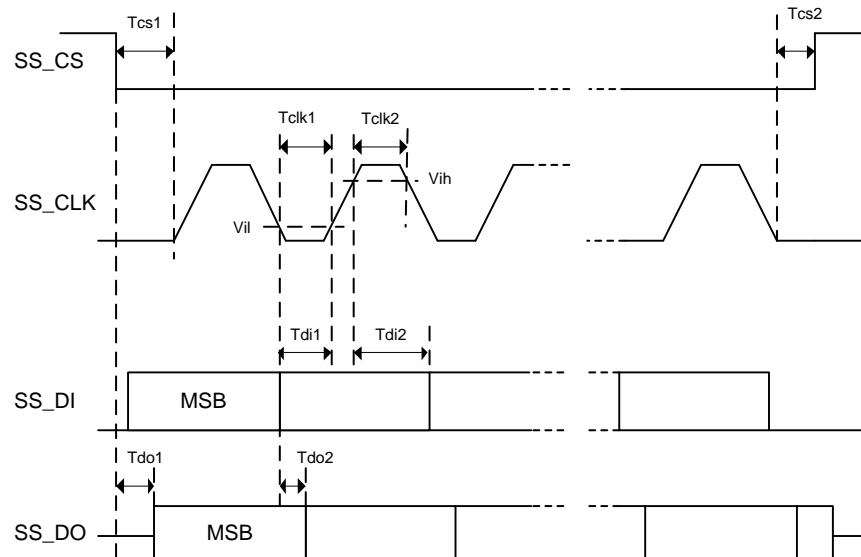 Tcs1
Tcs2
SS_CS
Tclk1
Tclk2
Vih
SS_CLK
Vil
Tdi1
Tdi2
SS_DI
MSB
Tdo1
Tdo2
SS_DO
MSB